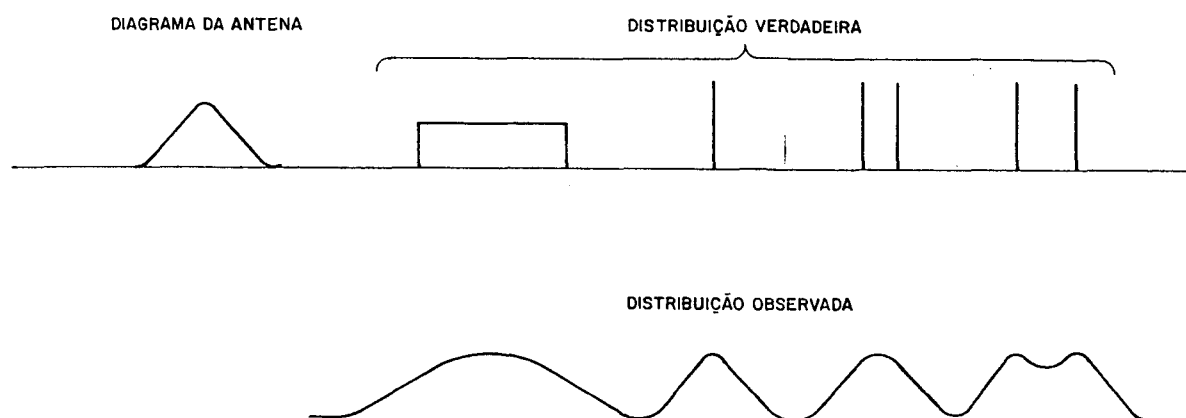 DIAGRAMA DA ANTENA
DISTRIBUIÇÃO VERDADEIRA
DISTRIBUIÇÃO OBSERVADA